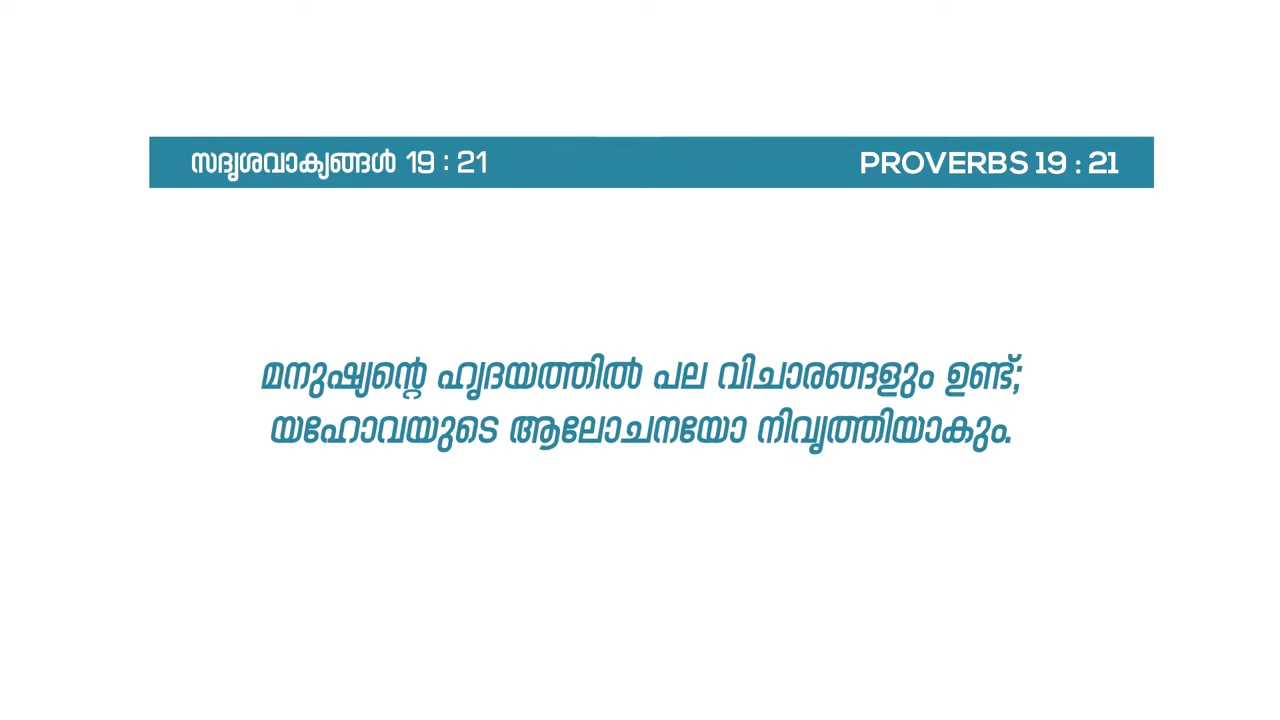 സദൃശവാക്യങ്ങൾ 19 : 21 PROVERBS 19 : 21
മനുഷ്യന്റെ ഹൃദയത്തിൽ പല വിചാരങ്ങളും ഉണ്ട്;
യഹോവയുടെ ആലോചനയോ നിവൃത്തിയാകും.